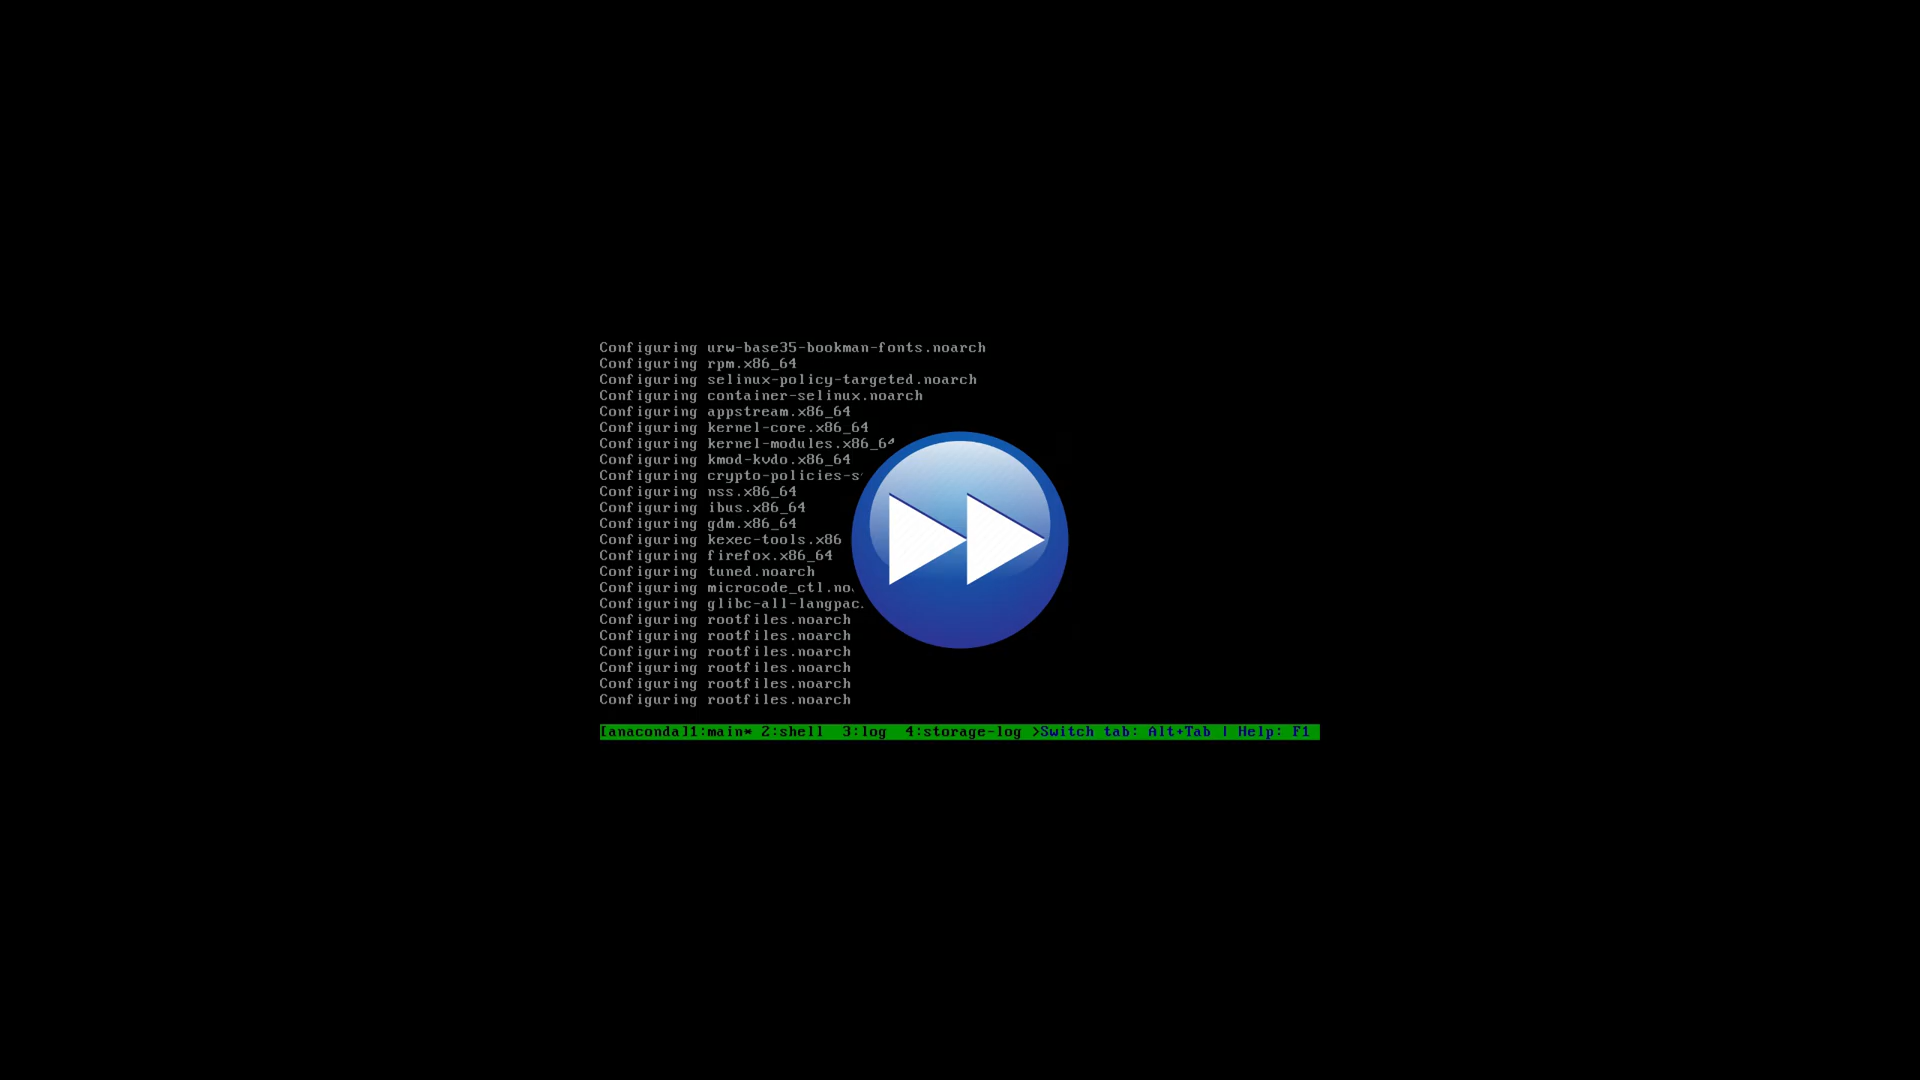 Configuring urw-base35-bookman-fonts.noarch
Configuring rpm.x86_64
Configuring selinux-policy-targeted.noarch
Configuring container-selinux.noarch
Configuring appstream.x86_64
Configuring kernel-core.x86_64
Configuring kernel-modules.x86_64
Configuring kmod-kvdo.x86_64
Configuring crypto-policies-s
Configuring nss.x86_64
Configuring ibus.x86_64
Configuring gdm.x86_64
Configuring kexec-tools.x86
Configuring firefox.x86_64
Configuring tuned.noarch
Configuring microcode_ctl.no
Configuring glibc-all-langpac
Configuring rootfiles.noarch
Configuring rootfiles.noarch
Configuring rootfiles.noarch
Configuring rootfiles.noarch
Configuring rootfiles.noarch
Configuring rootfiles.noarch
[anaconda]1:main* 2:shell  3:log  4:storage-log >Switch tab: Alt+Tab | Help: F1